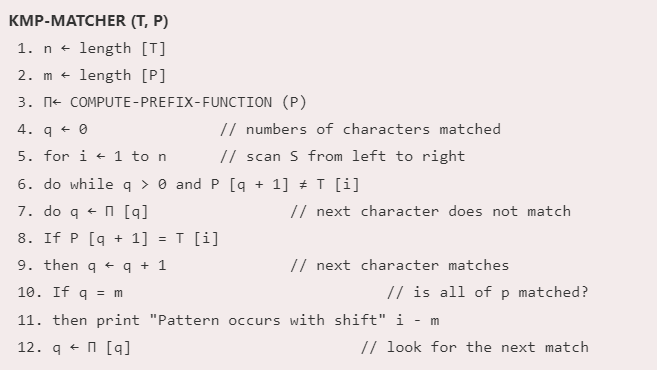 KMP-MATCHER (T, P)
1. n ← length [T]
2. m ← length [P]
3. Π← COMPUTE-PREFIX-FUNCTION (P)
4. q ← 0 // numbers of characters matched
5. for i ← 1 to n // scan S from left to right
6. do while q > 0 and P [q + 1] ≠ T [i]
7. do q ← Π [q] // next character does not match
8. If P [q + 1] = T [i]
9. then q ← q + 1 // next character matches
10. If q = m // is all of p matched?
11. then print "Pattern occurs with shift" i - m
12. q ← Π [q] // look for the next match